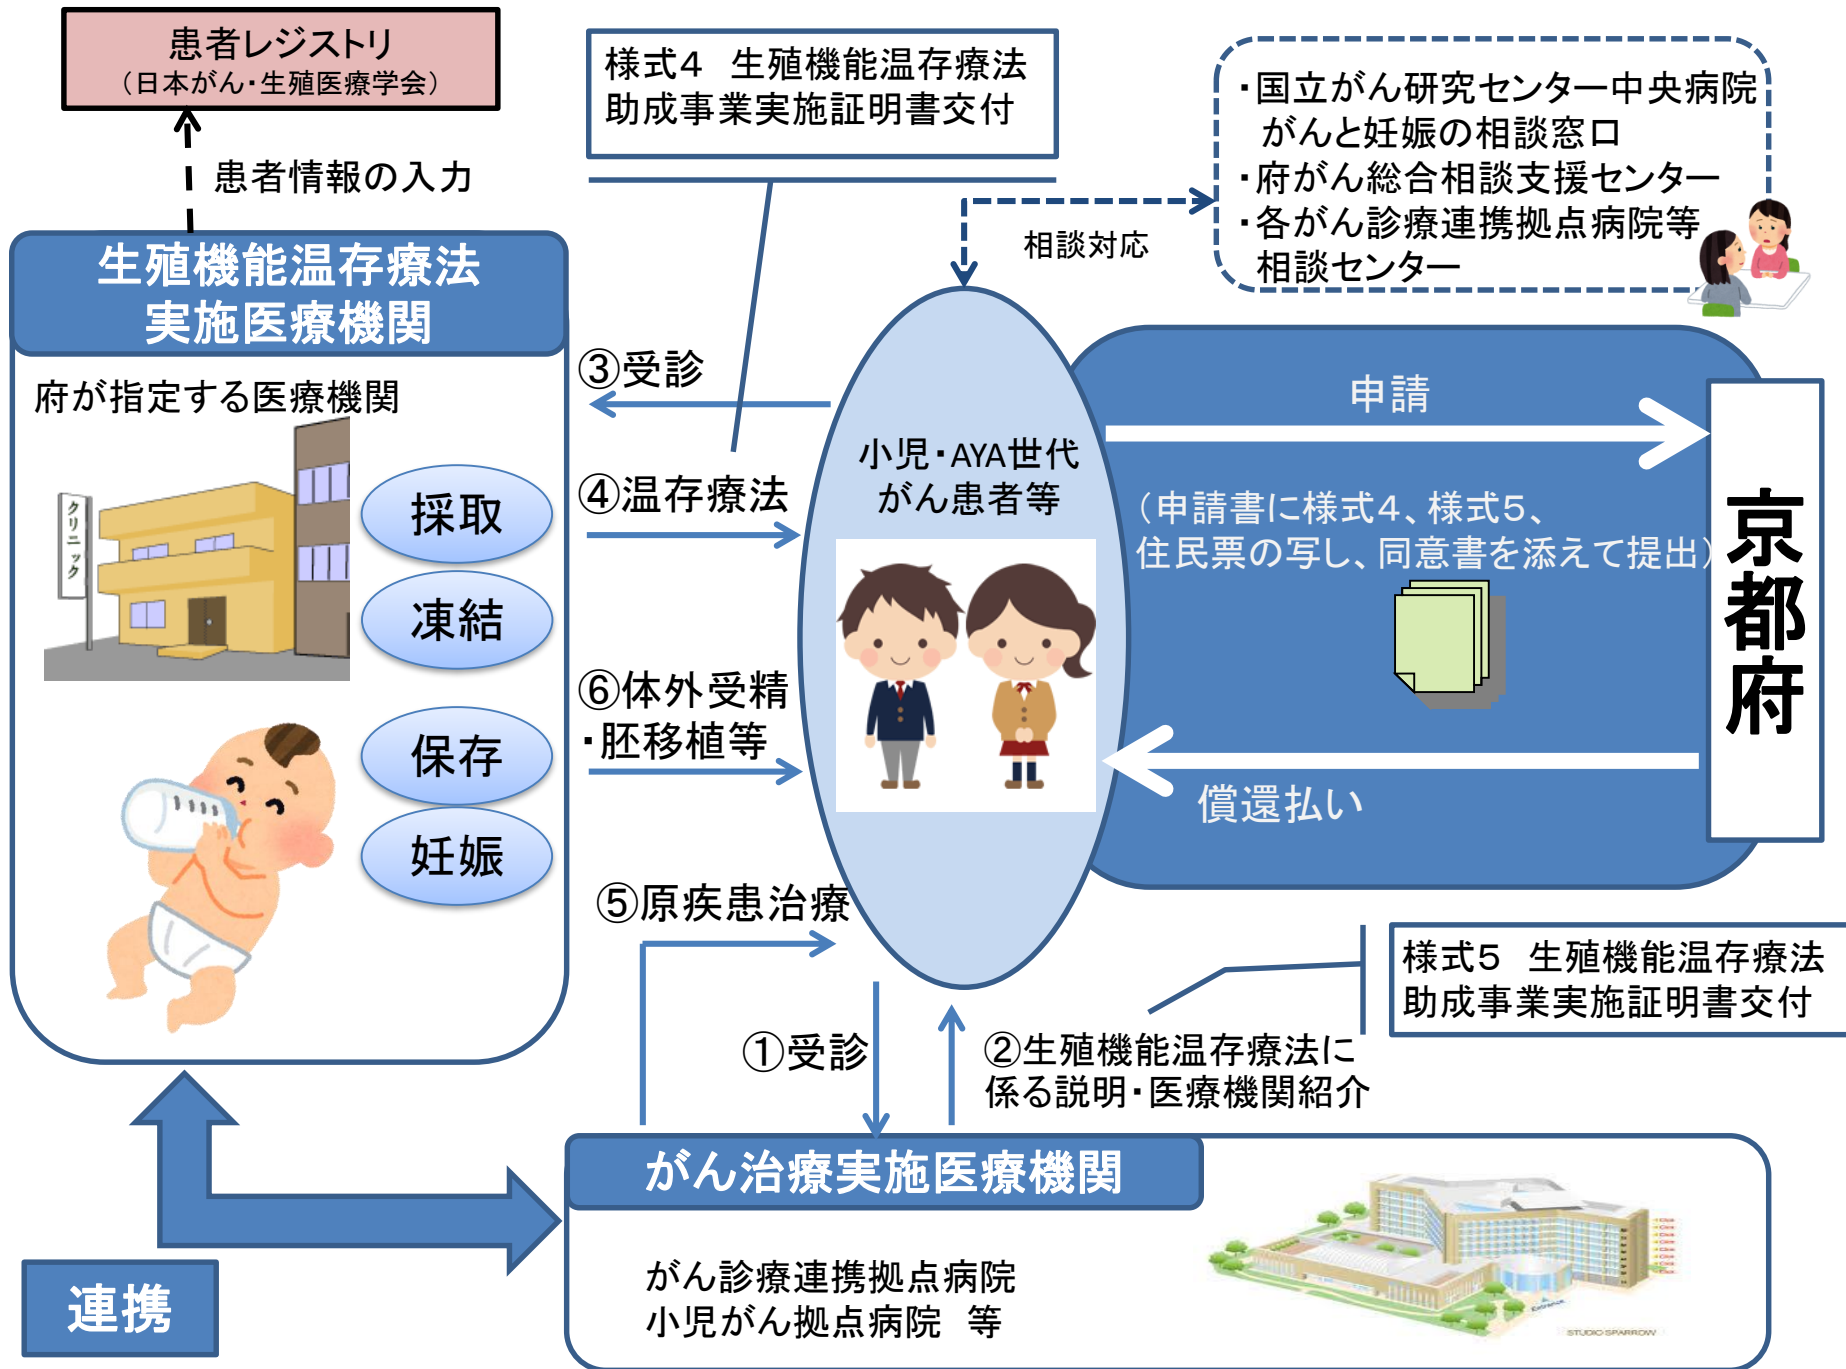 患者レジストリ
（日本がん・生殖医療学会）
患者情報の入力
様式４　生殖機能温存療法
助成事業実施証明書交付
・国立がん研究センター中央病院
がんと妊娠の相談窓口
・府がん総合相談支援センター
・各がん診療連携拠点病院等
相談センター
相談対応
生殖機能温存療法
実施医療機関
府が指定する医療機関
クリニック
採取
凍結
保存
妊娠
③受診
④温存療法
⑥体外受精
・胚移植等
小児・AYA世代
がん患者等
申請
（申請書に様式４、様式５、
住民票の写し、同意書を添えて提出）
償還払い
京都府
⑤原疾患治療
①受診
②生殖機能温存療法に
係る説明・医療機関紹介
様式５　生殖機能温存療法
助成事業実施証明書交付
連携
がん治療実施医療機関
がん診療連携拠点病院
小児がん拠点病院　等
Entrance
STUDIO SPARROW